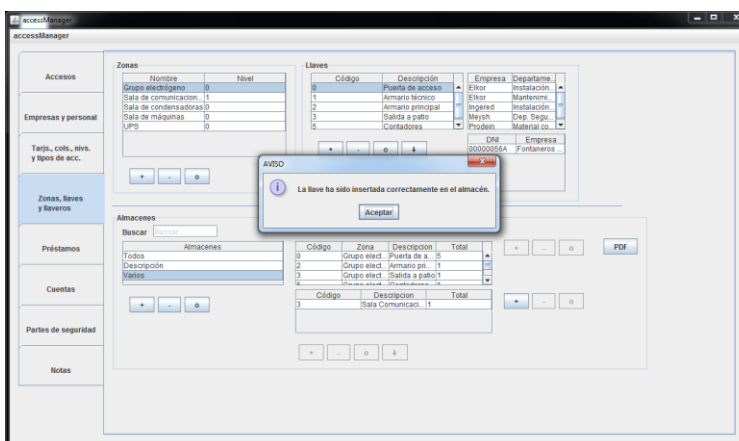 accessManager
accessManager
Accesos
Empresas y personal
Tarjs., cols., nivs.
y tipos de acc.
Zonas, llaves
y llaveros
Préstamos
Cuentas
Partes de seguridad
Notas
Zonas
Nombre Nivel
Grupo electrógeno 0
Sala de comunicacion... 1
Sala de condensadoras 0
Sala de máquinas 0
UPS 0
+ - o
Llaves
Código Descripción
0 Puerta de acceso
1 Armario técnico
2 Armario principal
3 Salida a patio
5 Contadores
+ - o
Empresa Departame...
Elkor Instalación...
Elkor Mantenimi...
Ingered Instalación...
Meysh Dep. Segu...
Prodein Material co...
DNI Empresa
00000056A Fontaneros ...
AVISO
La llave ha sido insertada correctamente en el almacén.
Aceptar
Almacenes
Buscar Buscar...
Almacenes
Todos
Descripción
Varios
+ - o
Código Zona Descripcion Total
0 Grupo elect... Puerta de a... 5
2 Grupo elect... Armario pri... 1
3 Grupo elect... Salida a patio 1
+ - o
PDF
Código Descripcion Total
3 Sala Comunicaci... 1
+ - o
+ - o